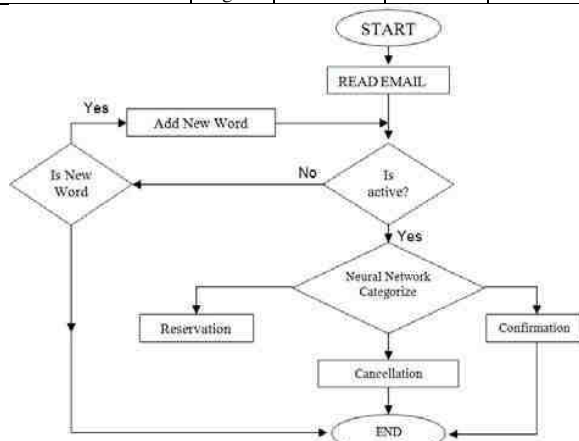 START
READ EMAIL
Yes
Add New Word
Is New
Word
No
Is
active?
Yes
Neural Network
Categorize
Reservation
Confirmation
Cancellation
END